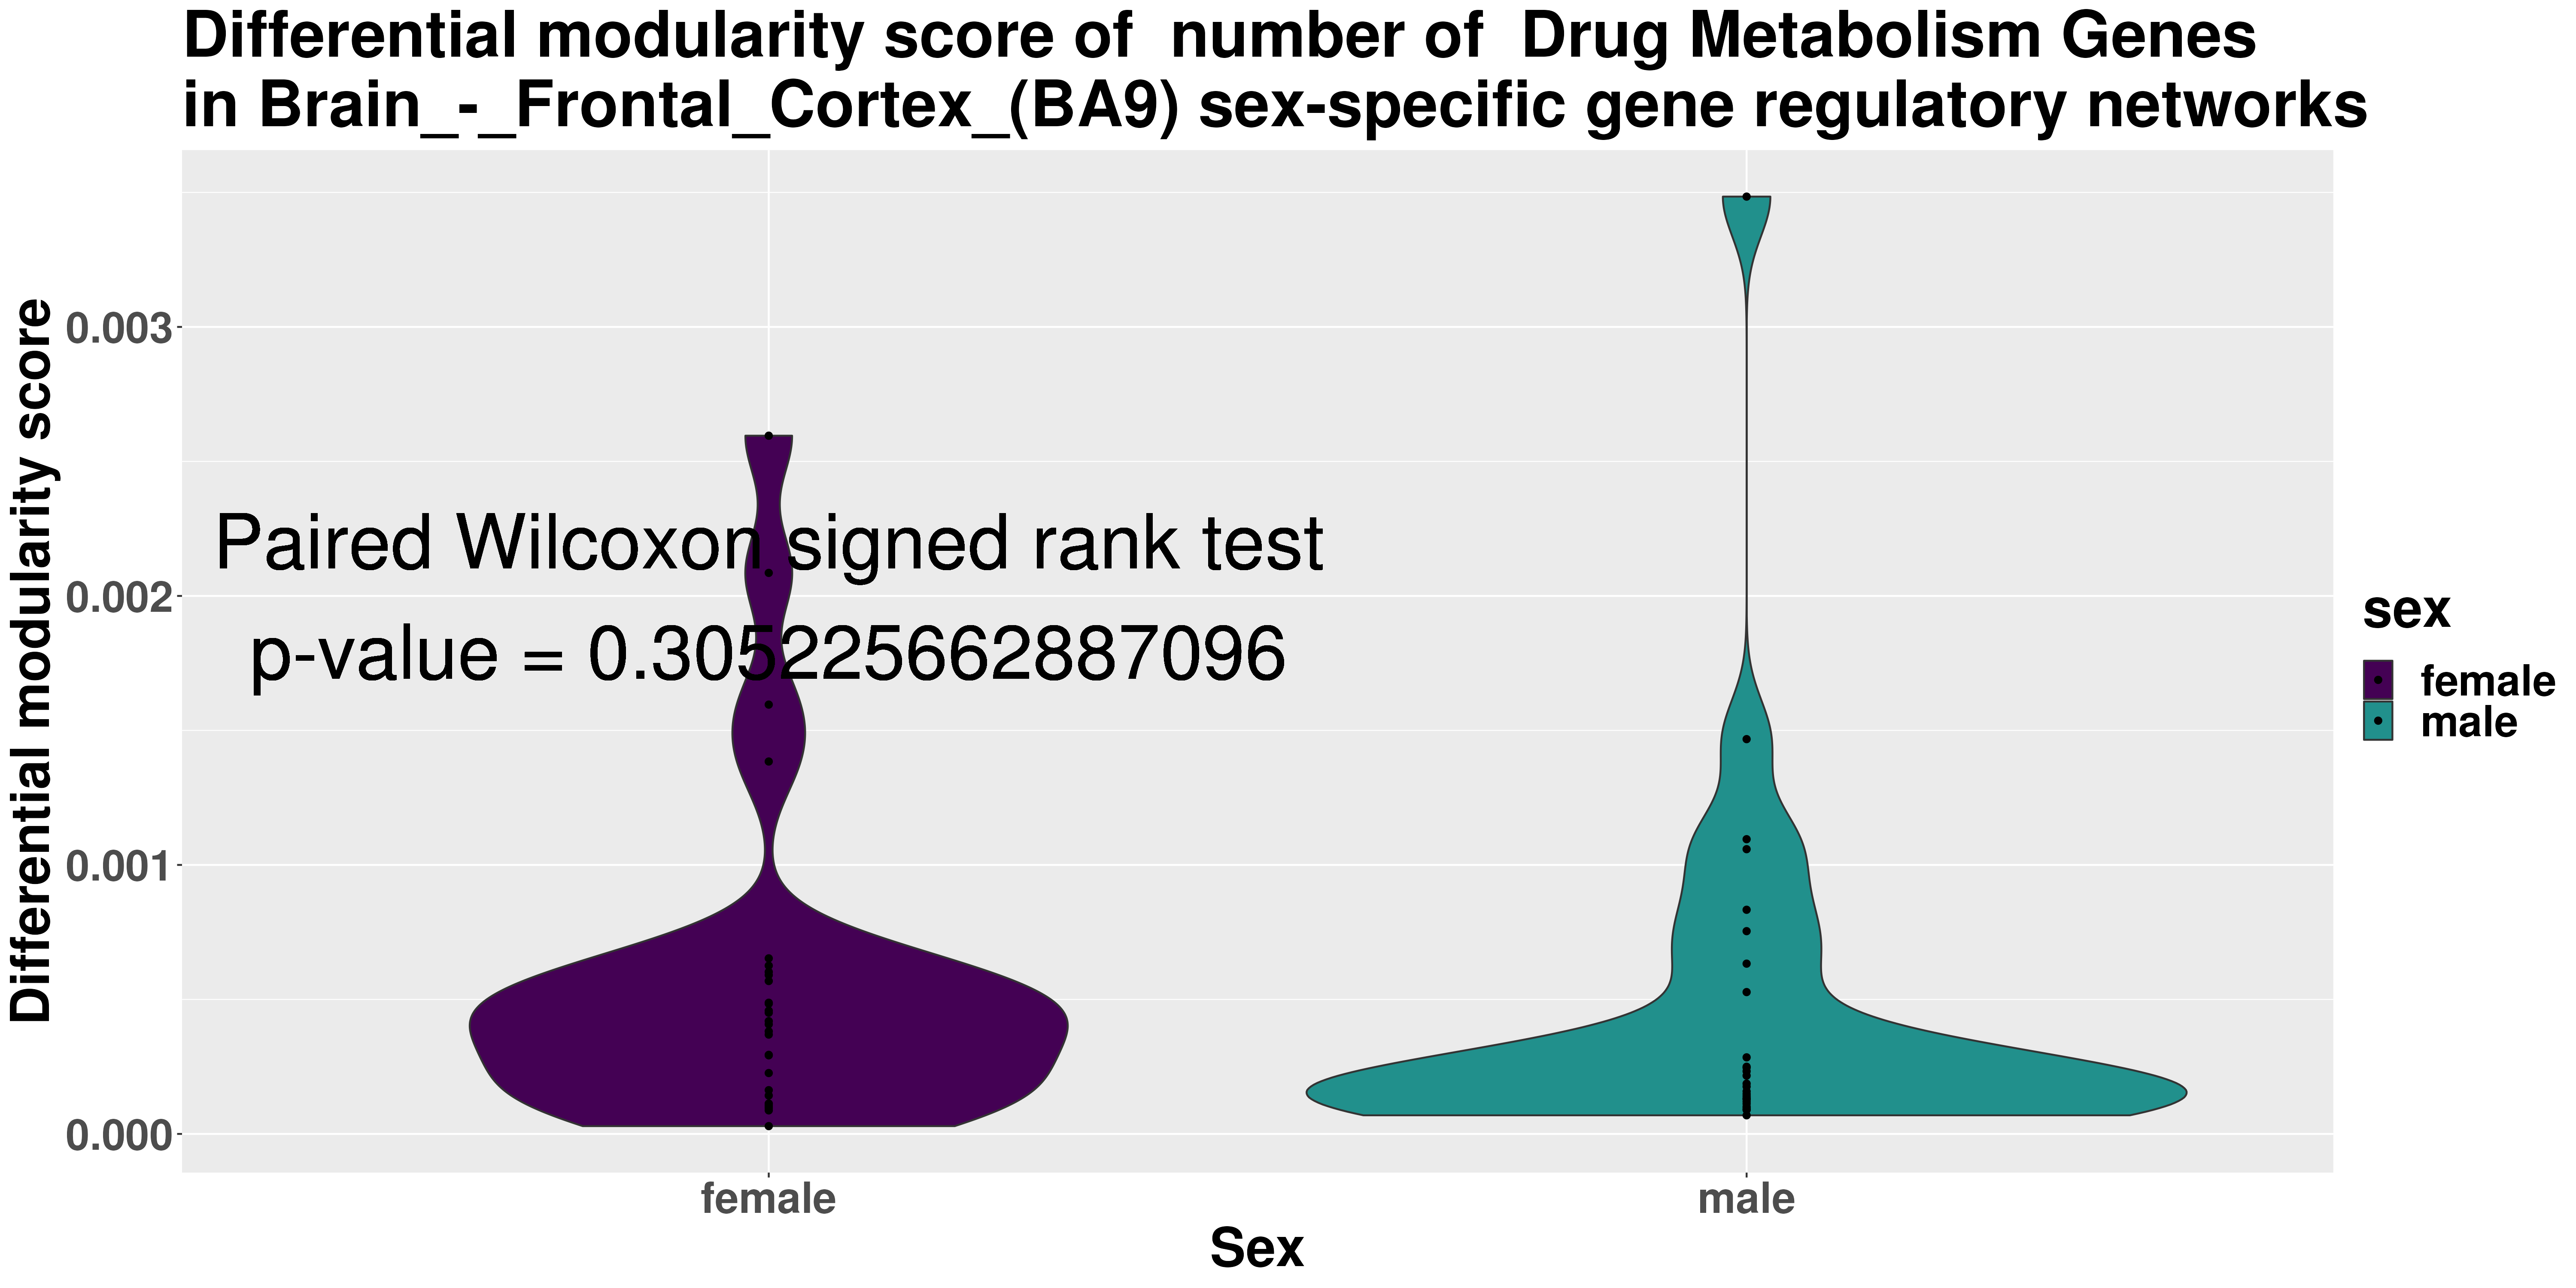 Differential modularity score of  number of  Drug Metabolism Genes
in Brain_-_Frontal_Cortex_(BA9) sex-specific gene regulatory networks
Differential modularity score
0.003
0.002
0.001
0.000
Paired Wilcoxon signed rank test
p-value = 0.305225662887096
female
male
Sex
sex
female
male